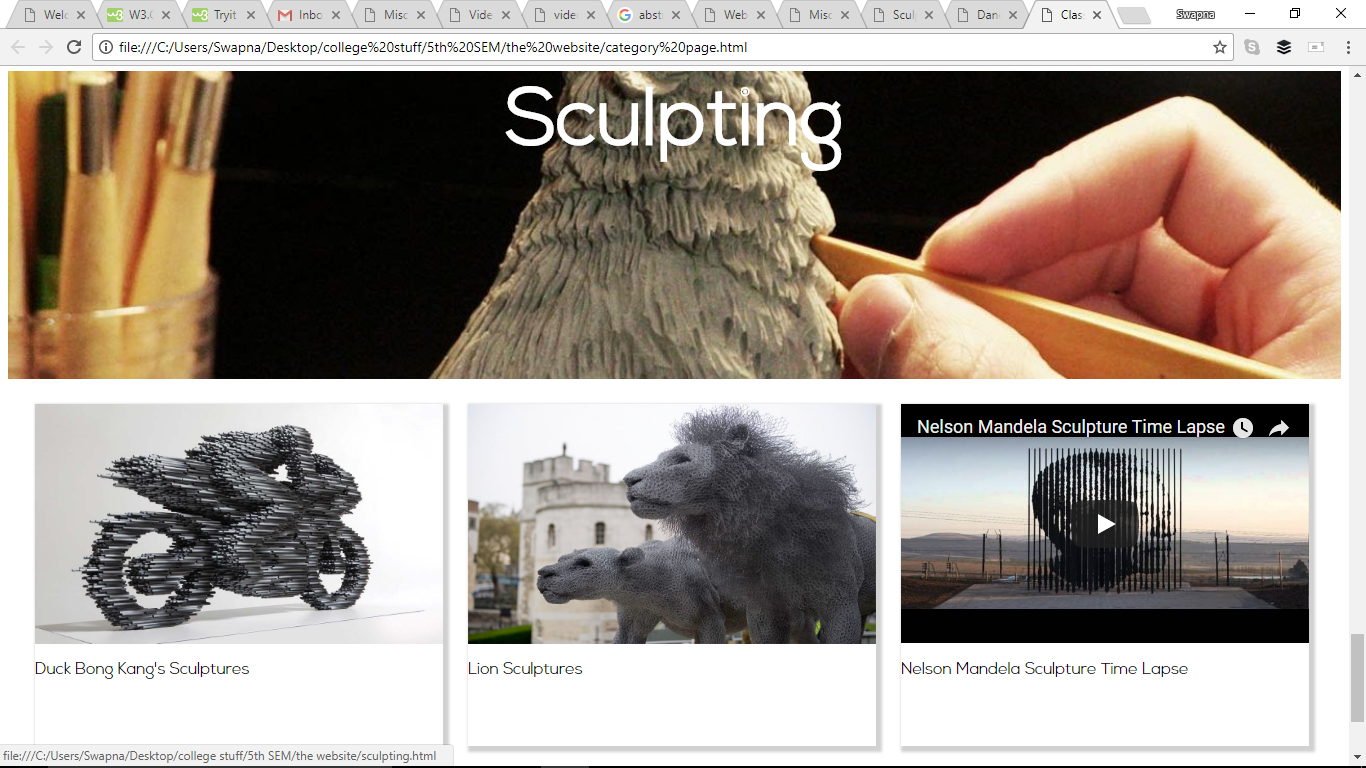 Welc
W3.C
Tryit
Inbo
Misc
Vide
vide
abst
Web
Misc
Scul
Dan
Clas
Swapna
file:///C:/Users/Swapna/Desktop/college%20stuff/5th%20SEM/the%20website/category%20page.html
Sculpting
Nelson Mandela Sculpture Time Lapse
Duck Bong Kang's Sculptures
Lion Sculptures
Nelson Mandela Sculpture Time Lapse
file:///C:/Users/Swapna/Desktop/college stuff/5th SEM/the website/sculpting.html